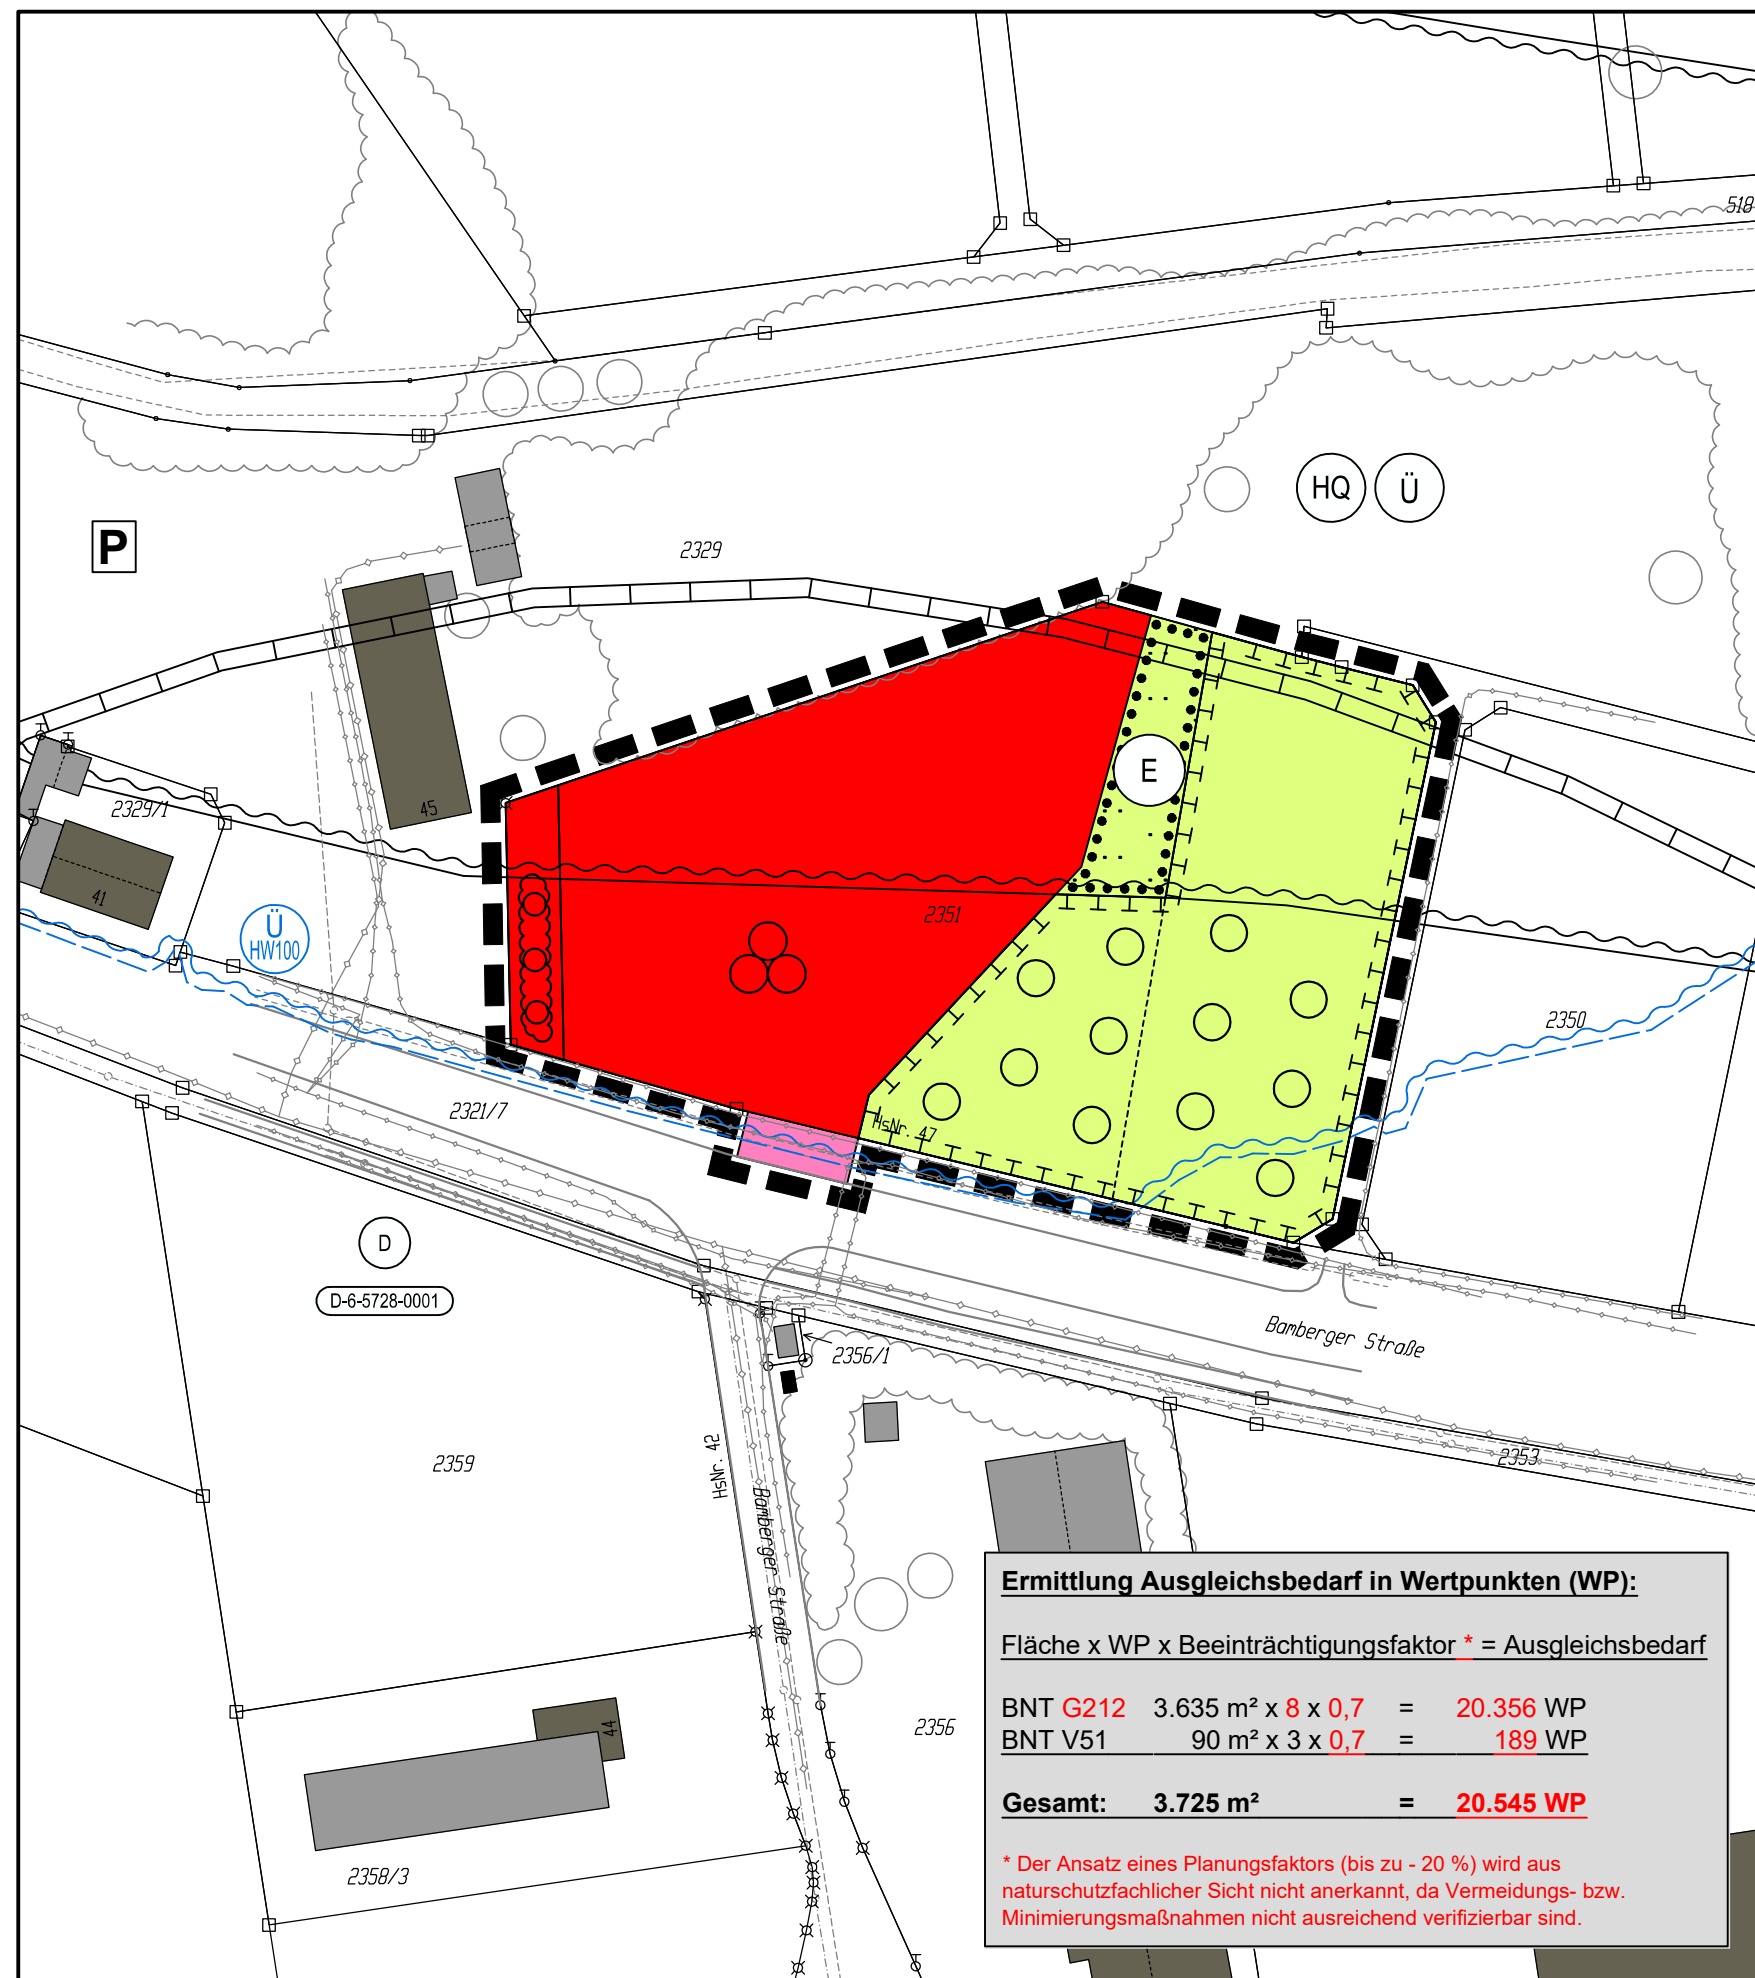 518
HQ Ü
P
2329
E
2329/1
45
41
Ü
HW100
2351
2350
2321/7
HsNr. 47
D
D-6-5728-0001
Bamberger Straße
2356/1
2359
HsNr. 42
2353
Bamberger Straße
44
2356
2358/3
Ermittlung Ausgleichsbedarf in Wertpunkten (WP):
Fläche x WP x Beeinträchtigungsfaktor * = Ausgleichsbedarf
BNT G212 3.635 m² x 8 x 0,7 = 20.356 WP
BNT V51 90 m² x 3 x 0,7 = 189 WP
Gesamt: 3.725 m² = 20.545 WP
* Der Ansatz eines Planungsfaktors (bis zu - 20 %) wird aus
naturschutzfachlicher Sicht nicht anerkannt, da Vermeidungs- bzw.
Minimierungsmaßnahmen nicht ausreichend verifizierbar sind.